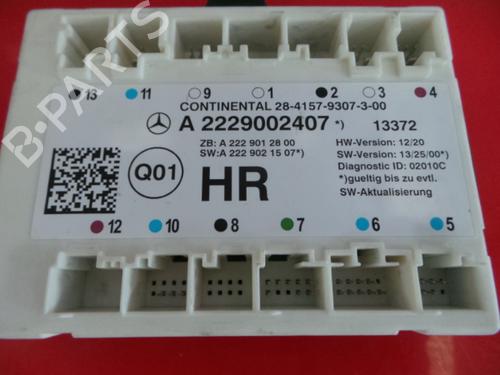 B-PARTS
13 11 9 1 2 3 4
CONTINENTAL 28-4157-9307-3-00
A 2229002407 *) 13372
ZB: A 222 901 28 00
SW: A 222 902 15 07*)
HW-Version: 12/20
SW-Version: 13/25/00*)
Diagnostic ID: 02010C
*)gueltig bis zu evtl.
SW-Aktualisierung
Q01
HR
12 10 8 7 6 5